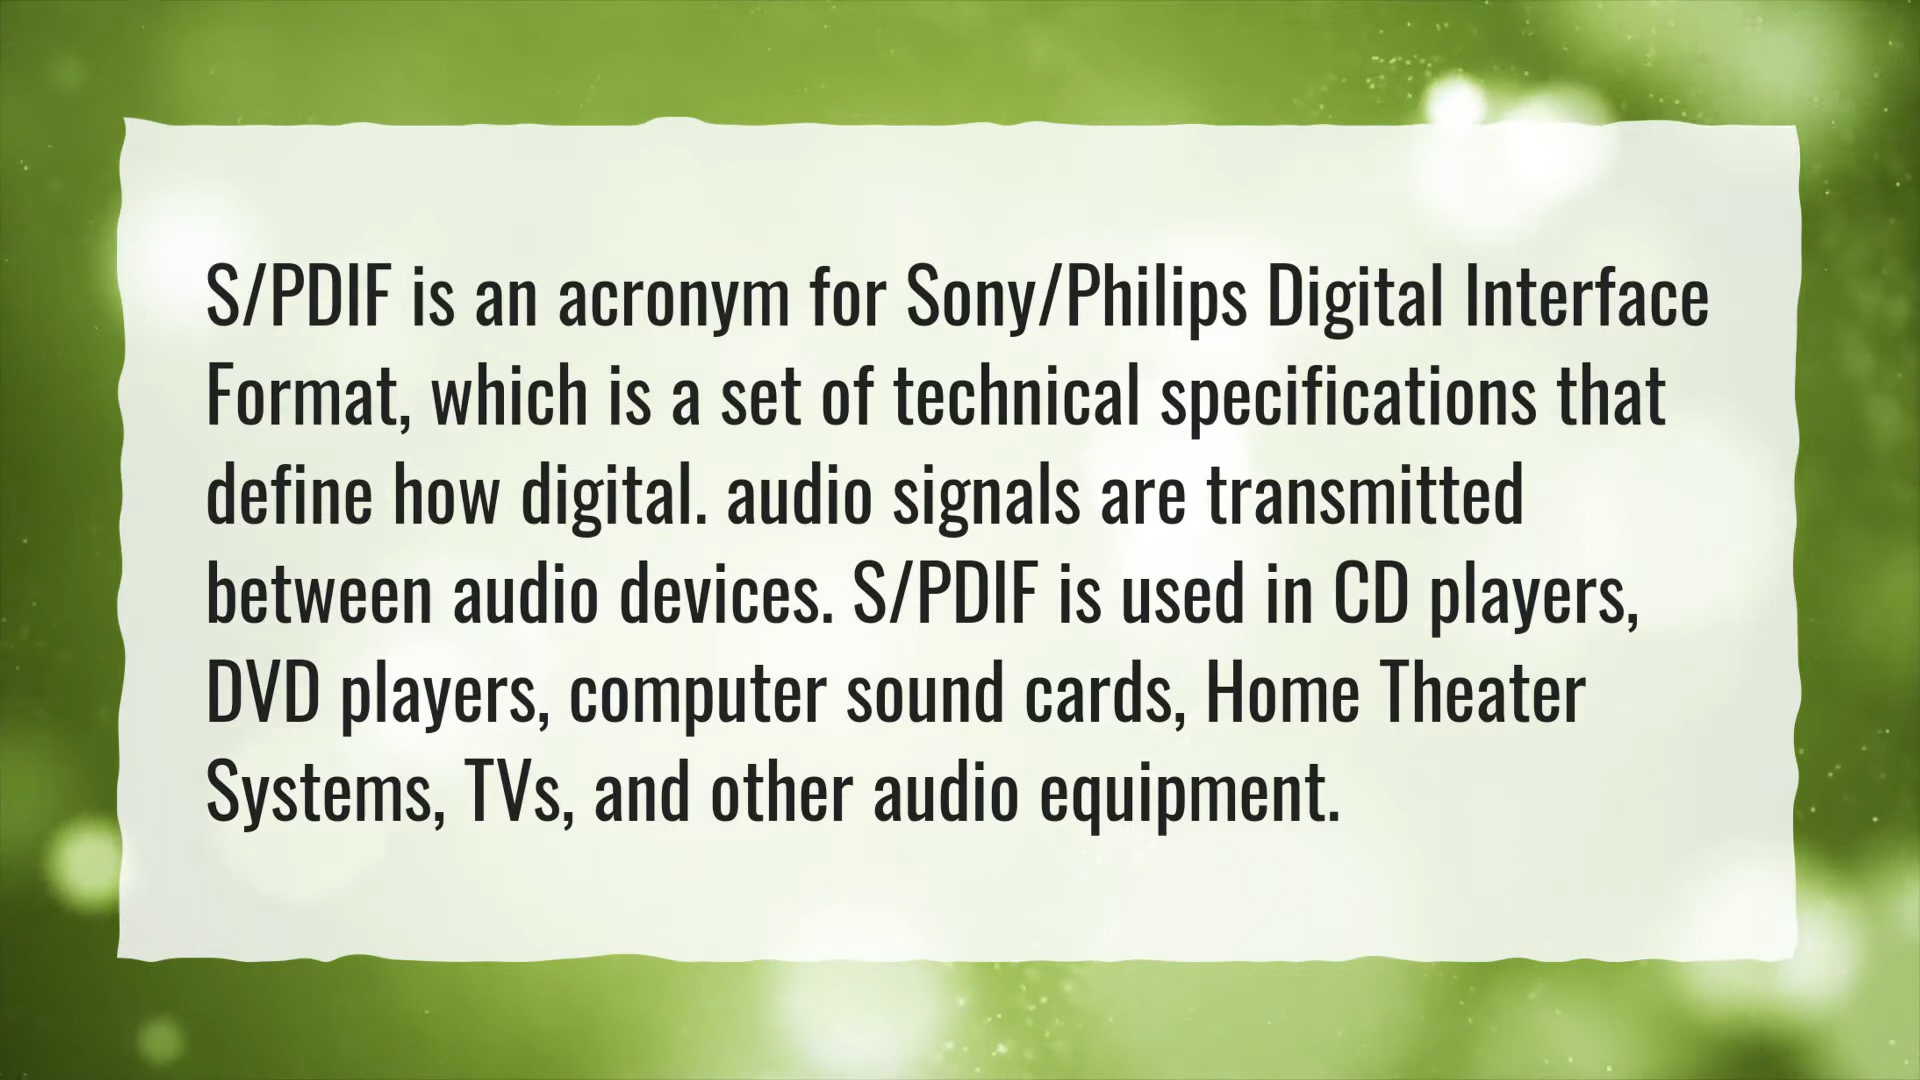 S/PDIF is an acronym for Sony/Philips Digital Interface
Format, which is a set of technical specifications that
define how digital. audio signals are transmitted
between audio devices. S/PDIF is used in CD players,
DVD players, computer sound cards, Home Theater
Systems, TVs, and other audio equipment.